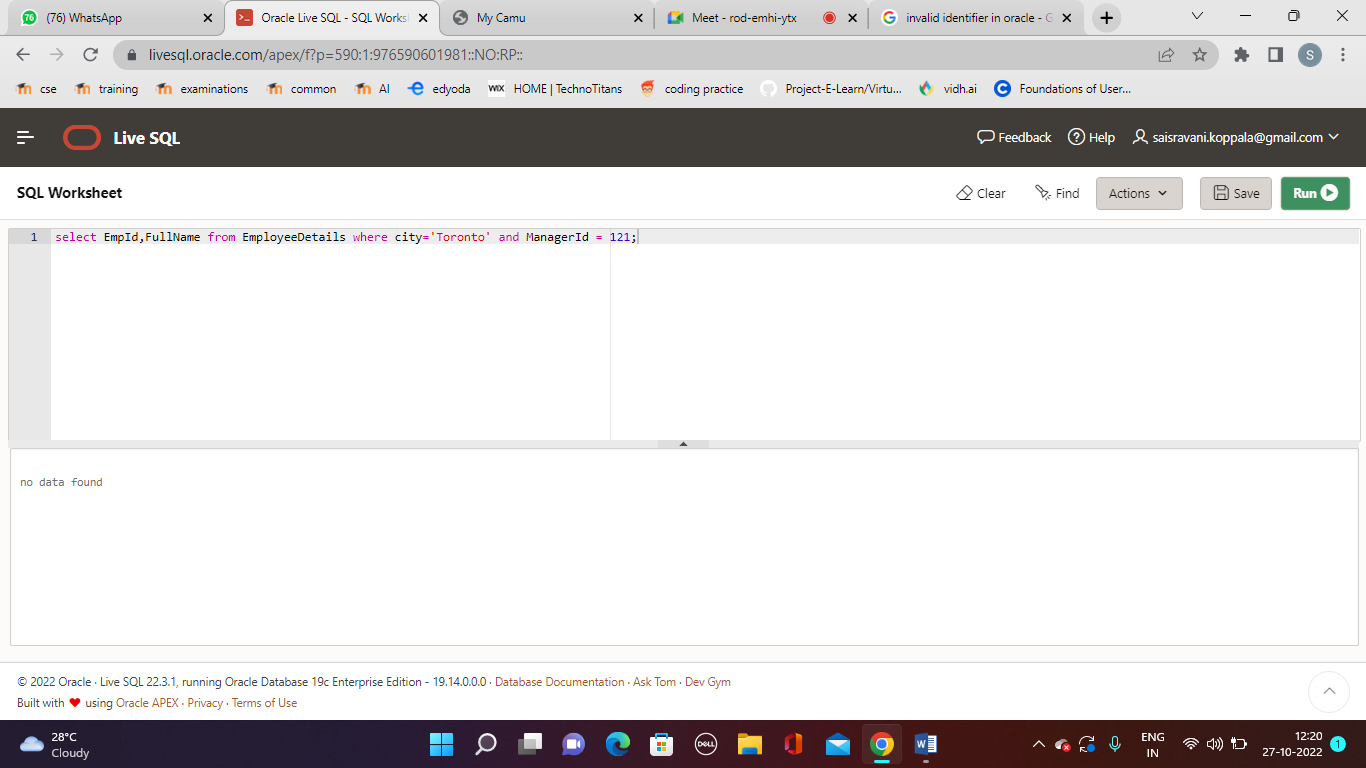 (76) WhatsApp
Oracle Live SQL - SQL Works
My Camu
Meet - rod-emhi-ytx
invalid identifier in oracle - G
livesql.oracle.com/apex/f?p=590:1:976590601981::NO:RP::
S
cse
training
examinations
common
AI
edyoda
WIX
HOME | TechnoTitans
coding practice
Project-E-Learn/Virtu...
vidh.ai
Foundations of User...
Live SQL
Feedback
Help
saisravani.koppala@gmail.com
SQL Worksheet
Clear
Find
Actions
Save
Run
1 select EmpId,FullName from EmployeeDetails where city='Toronto' and ManagerId = 121;
no data found
© 2022 Oracle · Live SQL 22.3.1, running Oracle Database 19c Enterprise Edition - 19.14.0.0.0 · Database Documentation · Ask Tom · Dev Gym
Built with ❤ using Oracle APEX · Privacy · Terms of Use
28°C
Cloudy
DELL
ENG
IN
12:20
27-10-2022
1